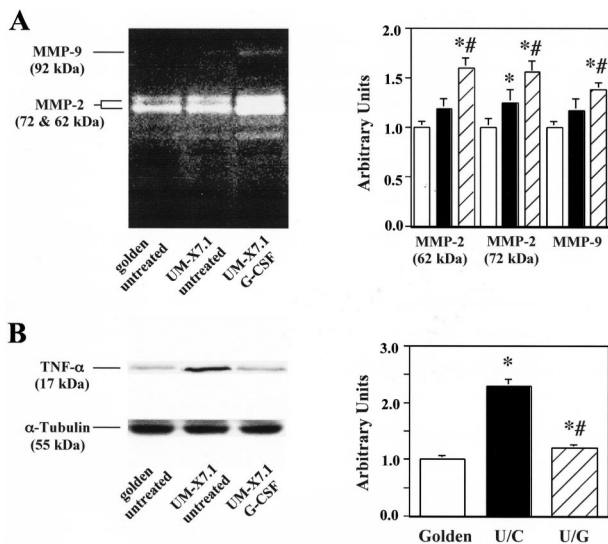 A
MMP-9
(92 kDa)
MMP-2
(72 & 62 kDa)
golden
untreated
UM-X7.1
untreated
UM-X7.1
G-CSF
Arbitrary Units
2.0
1.5
1.0
0.5
0.0
*#
*
*#
*#
MMP-2
(62 kDa)
MMP-2
(72 kDa)
MMP-9
B
TNF-α
(17 kDa)
α-Tubulin
(55 kDa)
golden
untreated
UM-X7.1
untreated
UM-X7.1
G-CSF
Arbitrary Units
3.0
2.0
1.0
0.0
*
*#
Golden
U/C
U/G